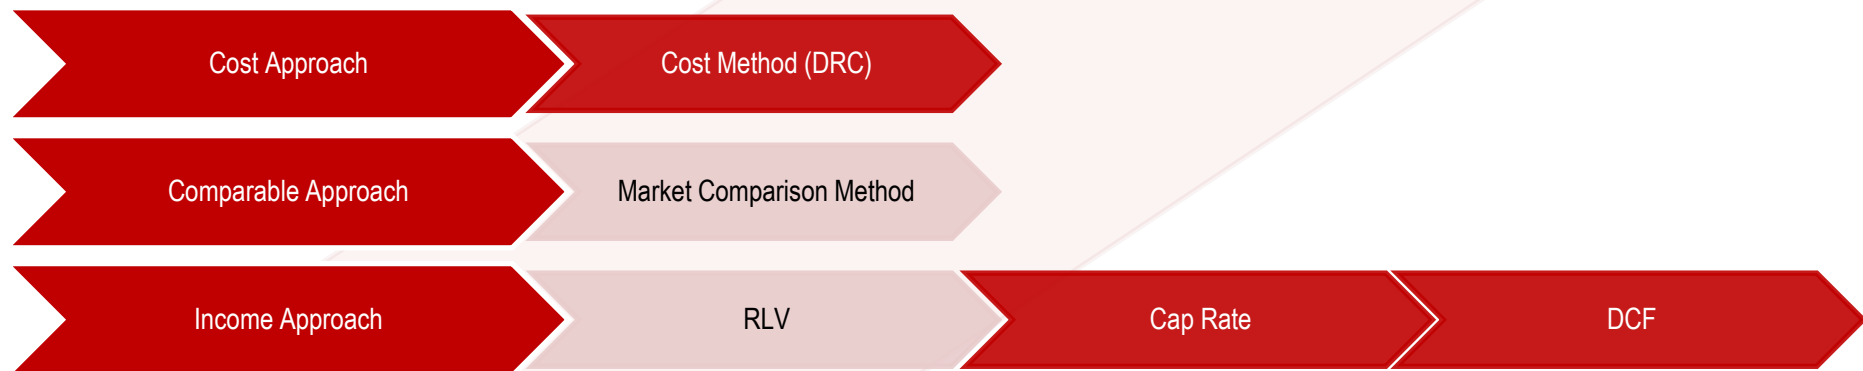 Cost Approach
Cost Method (DRC)
Comparable Approach
Market Comparison Method
Income Approach
RLV
Cap Rate
DCF